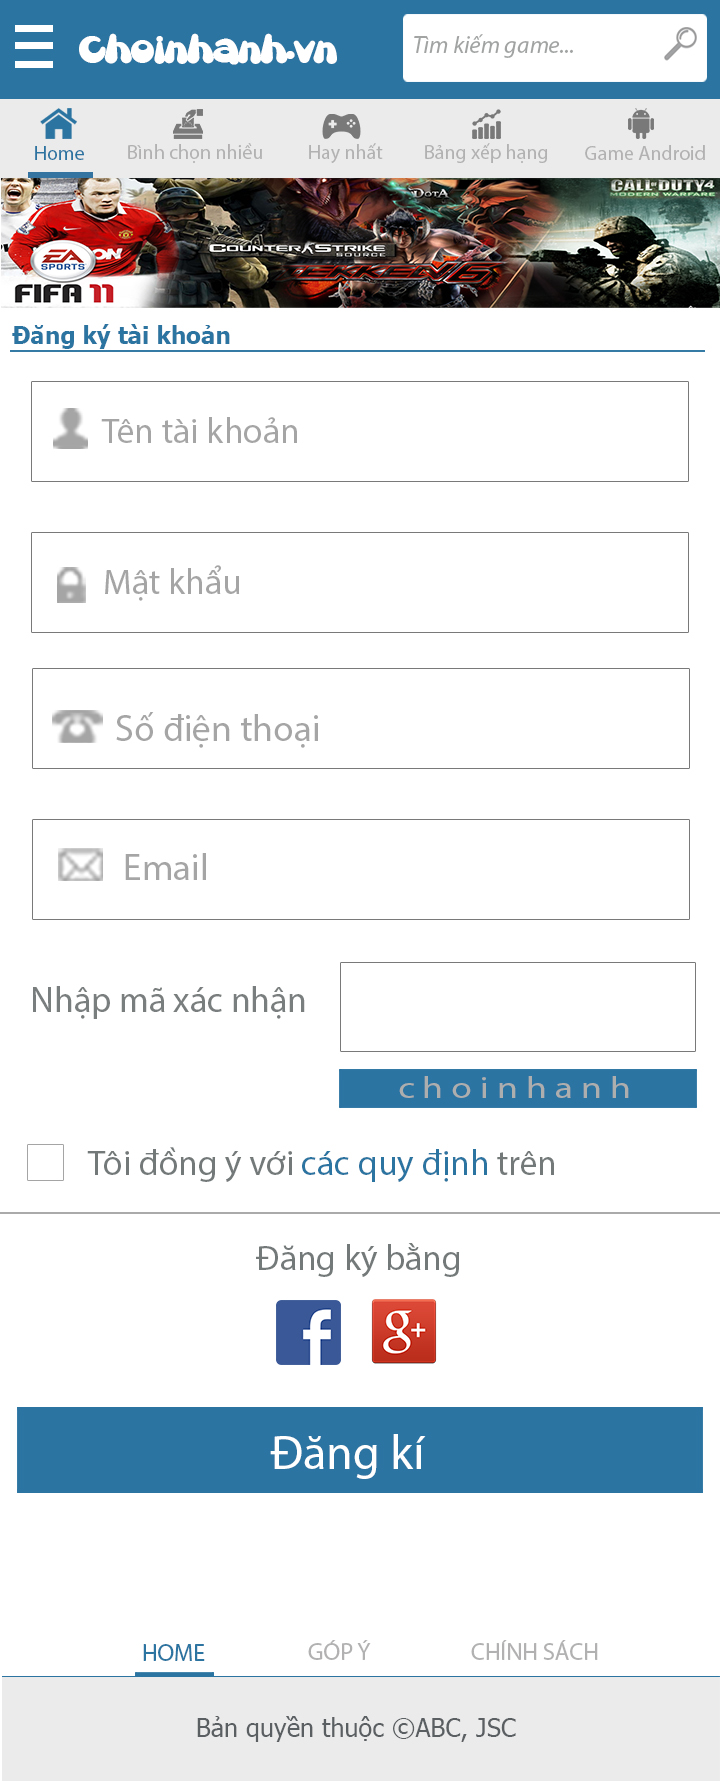 Choinhanh.vn
Tìm kiếm game...
Home
Bình chọn nhiều
Hay nhất
Bảng xếp hạng
Game Android
EA
SPORTS
FIFA 11
COUNTER STRIKE
SOURCE
DOTA
TEKKEN 6
CALL OF DUTY 4
MODERN WARFARE
Đăng ký tài khoản
Tên tài khoản
Mật khẩu
Số điện thoại
Email
Nhập mã xác nhận
choinhanh
Tôi đồng ý với các quy định trên
Đăng ký bằng
f
g+
Đăng kí
HOME
GÓP Ý
CHÍNH SÁCH
Bản quyền thuộc ©ABC, JSC